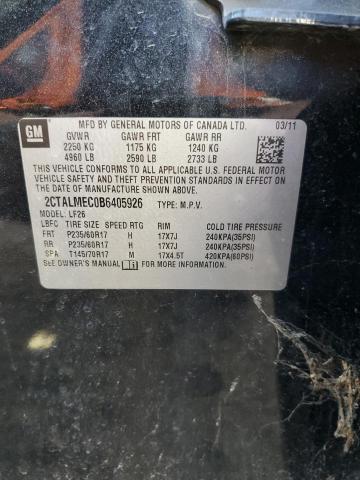 GM
MFD BY GENERAL MOTORS OF CANADA LTD. 03/11
GVWR GAWR FRT GAWR RR
2250 KG 1175 KG 1240 KG
4960 LB 2590 LB 2733 LB
THIS VEHICLE CONFORMS TO ALL APPLICABLE U.S. FEDERAL MOTOR
VEHICLE SAFETY, BUMPER, AND THEFT PREVENTION STANDARDS
IN EFFECT ON THE DATE OF MANUFACTURE SHOWN ABOVE.
2CTALMEC0B6405926 TYPE: M.P.V.
MODEL: LF26
LBFC TIRE SIZE SPEED RTG RIM COLD TIRE PRESSURE
FRT P235/60R17 H 17X7J 240KPA(35PSI)
RR P235/60R17 H 17X7J 240KPA(35PSI)
SPA T145/70R17 M 17X4.5T 420KPA(60PSI)
SEE OWNER'S MANUAL FOR ADDITIONAL INFORMATION.